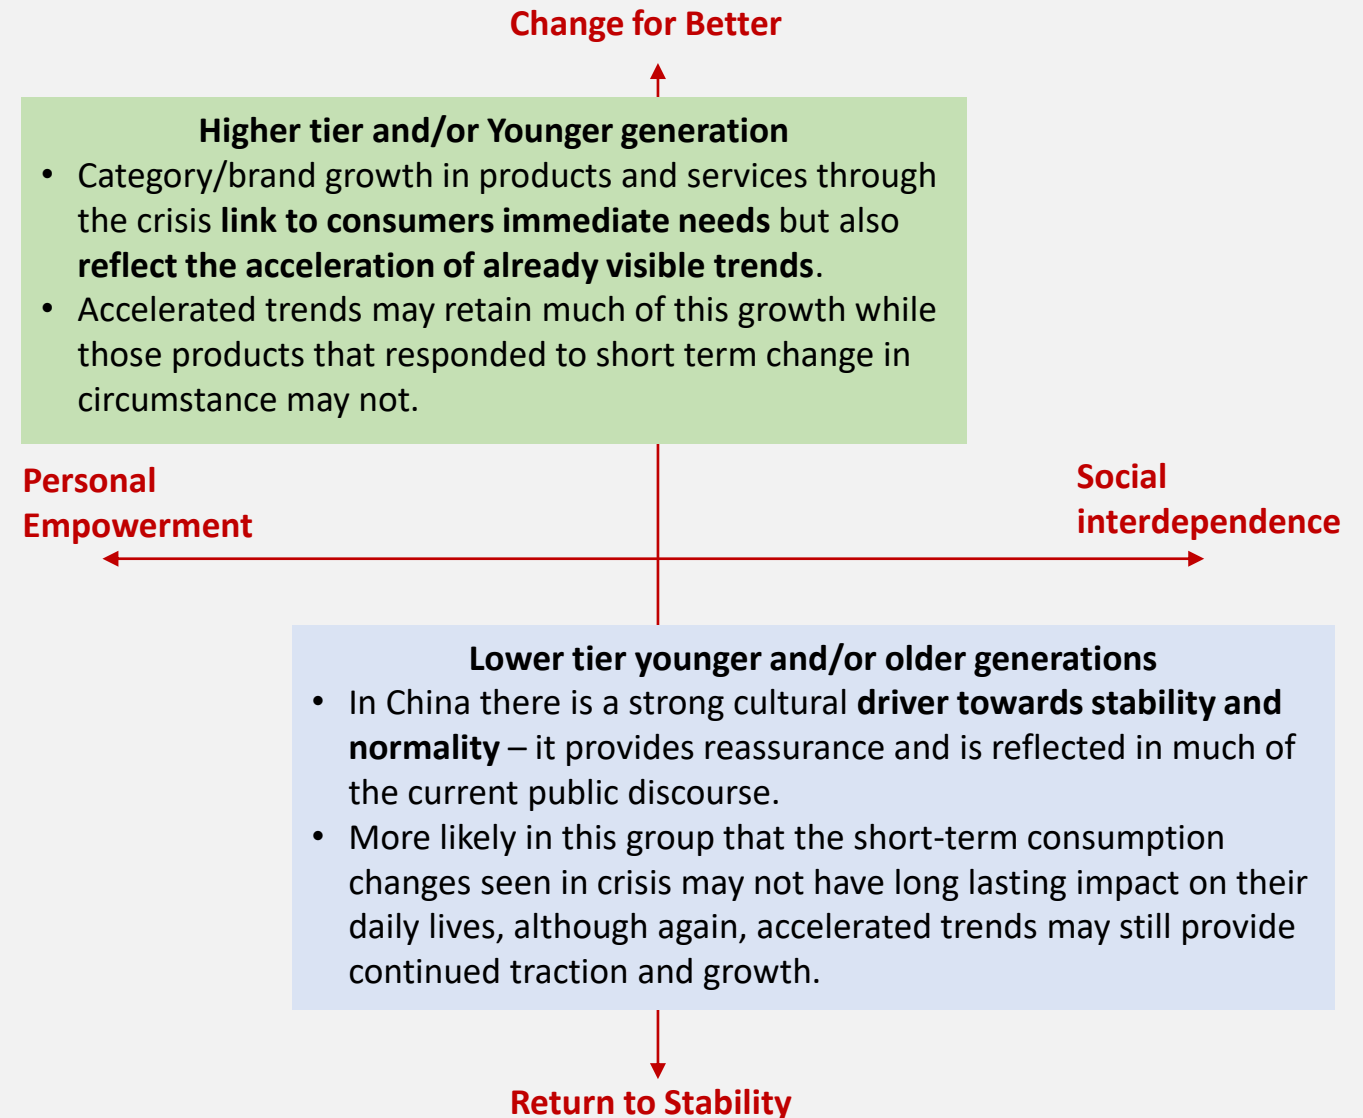 Change for Better
Higher tier and/or Younger generation
• Category/brand growth in products and services through
the crisis link to consumers immediate needs but also
reflect the acceleration of already visible trends.
• Accelerated trends may retain much of this growth while
those products that responded to short term change in
circumstance may not.
Personal
Empowerment
Social
interdependence
Lower tier younger and/or older generations
• In China there is a strong cultural driver towards stability and
normality – it provides reassurance and is reflected in much of
the current public discourse.
• More likely in this group that the short-term consumption
changes seen in crisis may not have long lasting impact on their
daily lives, although again, accelerated trends may still provide
continued traction and growth.
Return to Stability